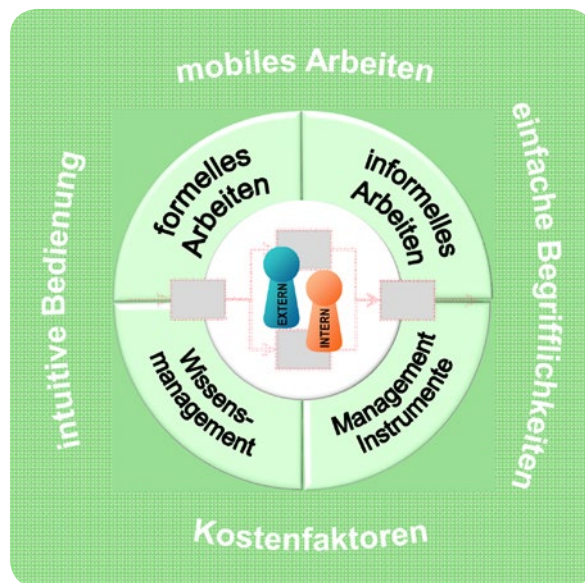 mobiles Arbeiten
formelles
Arbeiten
informelles
Arbeiten
intuitive Bedienung
einfache Begrifflichkeiten
EXTERN
INTERN
Wissens-
management
Management
Instrumente
Kostenfaktoren